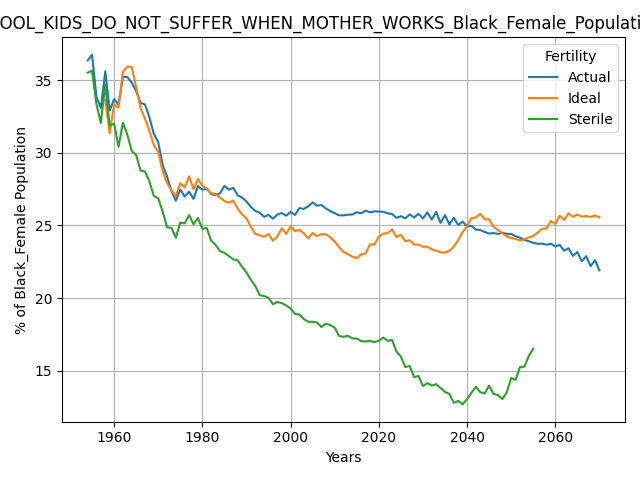 OOL_KIDS_DO_NOT_SUFFER_WHEN_MOTHER_WORKS_Black_Female_Populati
Fertility
Actual
Ideal
Sterile
% of Black_Female Population
35
30
25
20
15
1960 1980 2000 2020 2040 2060
Years